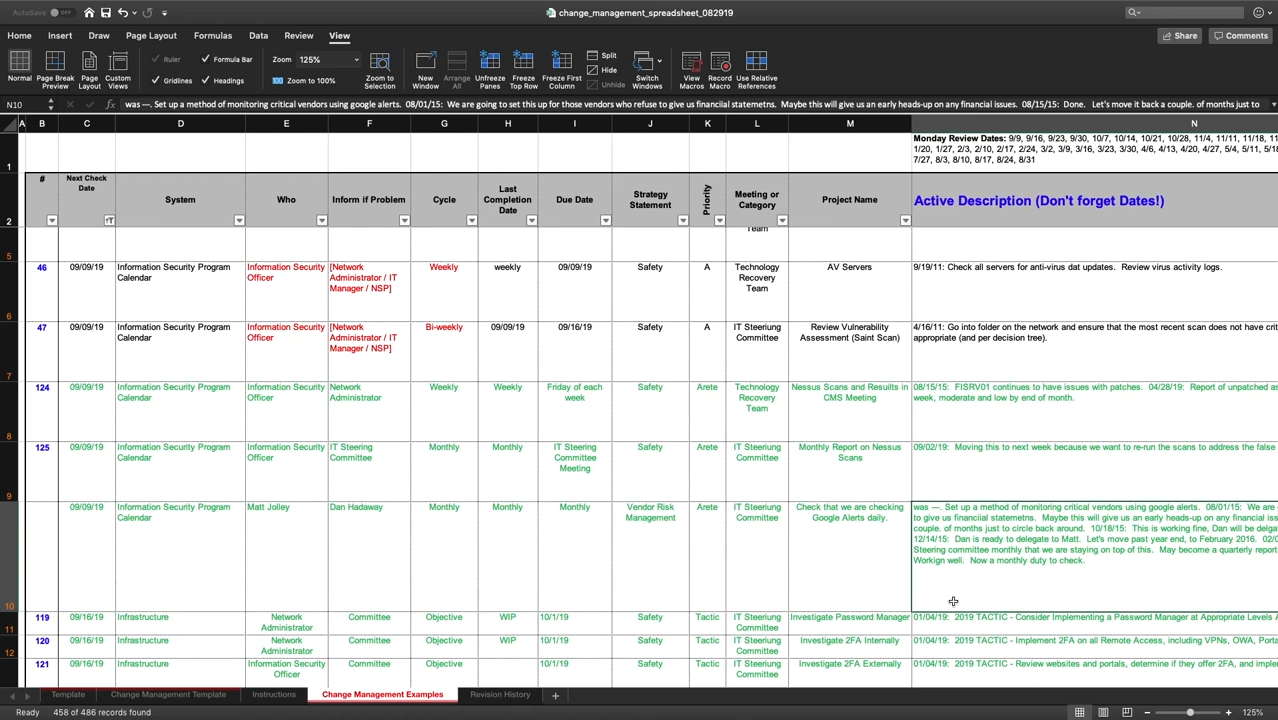 AutoSave OFF
change_management_spreadsheet_082919
Home Insert Draw Page Layout Formulas Data Review View
Share Comments
Normal
Page Break
Preview
Page
Layout
Custom
Views
Ruler Formula Bar
Gridlines Headings
Zoom 125%
100 Zoom to 100%
Zoom to
Selection
New
Window
Arrange
All
Unfreeze
Panes
Freeze
Top Row
Freeze First
Column
Split
Hide
Unhide
Switch
Windows
View
Macros
Record
Macro
Use Relative
References
N10 fx was —. Set up a method of monitoring critical vendors using google alerts. 08/01/15: We are going to set this up for those vendors who refuse to give us financiial statemetns. Maybe this will give us an early heads-up on any financial issues. 08/15/15: Done. Let's move it back a couple. of months just to
A B C D E F G H I J K L M N
1
Monday Review Dates: 9/9, 9/16, 9/23, 9/30, 10/7, 10/14, 10/21, 10/28, 11/4, 11/11, 11/18,
1/20, 1/27, 2/3, 2/10, 2/17, 2/24, 3/2, 3/9, 3/16, 3/23, 3/30, 4/6, 4/13, 4/20, 4/27, 5/4, 5/11,
7/27, 8/3, 8/10, 8/17, 8/24, 8/31
2
#
Next Check
Date
System
Who
Inform if Problem
Cycle
Last
Completion
Date
Due Date
Strategy
Statement
Priority
Meeting or
Category
Project Name
Active Description (Don't forget Dates!)
5
Team
6
46
09/09/19
Information Security Program
Calendar
Information Security
Officer
[Network
Administrator / IT
Manager / NSP]
Weekly
weekly
09/09/19
Safety
A
Technology
Recovery
Team
AV Servers
9/19/11: Check all servers for anti-virus dat updates. Review virus activity logs.
7
47
09/09/19
Information Security Program
Calendar
Information Security
Officer
[Network
Administrator / IT
Manager / NSP]
Bi-weekly
09/09/19
09/16/19
Safety
A
IT Steeriung
Committee
Review Vulnerability
Assessment (Saint Scan)
4/16/11: Go into folder on the network and ensure that the most recent scan does not have
appropriate (and per decision tree).
8
124
09/09/19
Information Security Program
Calendar
Information Security
Officer
Network
Administrator
Weekly
Weekly
Friday of each
week
Safety
Arete
Technology
Recovery
Team
Nessus Scans and Resuilts in
CMS Meeting
08/15/15: FISRV01 continues to have issues with patches. 04/28/19: Report of unpatched
week, moderate and low by end of month.
9
125
09/09/19
Information Security Program
Calendar
Information Security
Officer
IT Steering
Committee
Monthly
Monthly
IT Steering
Committee
Meeting
Safety
Arete
IT Steeriung
Committee
Monthly Report on Nessus
Scans
09/02/19: Moving this to next week because we want to re-run the scans to address the false
10
09/09/19
Information Security Program
Calendar
Matt Jolley
Dan Hadaway
Monthly
Monthly
Monthly
Vendor Risk
Management
Arete
IT Steeriung
Committee
Check that we are checking
Google Alerts daily.
was —. Set up a method of monitoring critical vendors using google alerts. 08/01/15: We are
to give us financiial statemetns. Maybe this will give us an early heads-up on any financial
couple. of months just to circle back around. 10/18/15: This is working fine, Dan will be
12/14/15: Dan is ready to delegate to Matt. Let's move past year end, to February 2016.
Steering committee monthly that we are staying on top of this. May become a quarterly report
Workign well. Now a monthly duty to check.
11
119
09/16/19
Infrastructure
Network
Administrator
Committee
Objective
WIP
10/1/19
Safety
Tactic
IT Steeriung
Committee
Investigate Password Manager
01/04/19: 2019 TACTIC - Consider Implementing a Password Manager at Appropriate Levels
12
120
09/16/19
Infrastructure
Network
Administrator
Committee
Objective
WIP
10/1/19
Safety
Tactic
IT Steeriung
Committee
Investigate 2FA Internally
01/04/19: 2019 TACTIC - Implement 2FA on all Remote Access, including VPNs, OWA,
121
09/16/19
Infrastructure
Information Security
Officer
Committee
Objective
10/1/19
Safety
Tactic
IT Steeriung
Committee
Investigate 2FA Externally
01/04/19: 2019 TACTIC - Review websites and portals, determine if they offer 2FA, and
Template Change Management Template Instructions Change Management Examples Revision History
Ready 458 of 486 records found
125%